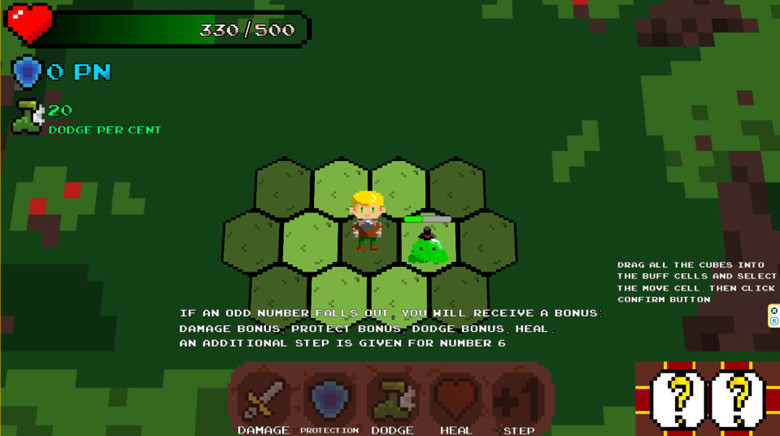 330/500
0 PN
20
DODGE PER CENT
DRAG ALL THE CUBES INTO
THE BUFF CELLS AND SELECT
THE MOVE CELL, THEN CLICK
CONFIRM BUTTON
IF AN ODD NUMBER FALLS OUT, YOU WILL RECEIVE A BONUS:
DAMAGE BONUS, PROTECT BONUS, DODGE BONUS, HEAL.
AN ADDITIONAL STEP IS GIVEN FOR NUMBER 6
+1
? ?
DAMAGE PROTECTION DODGE HEAL +STEP